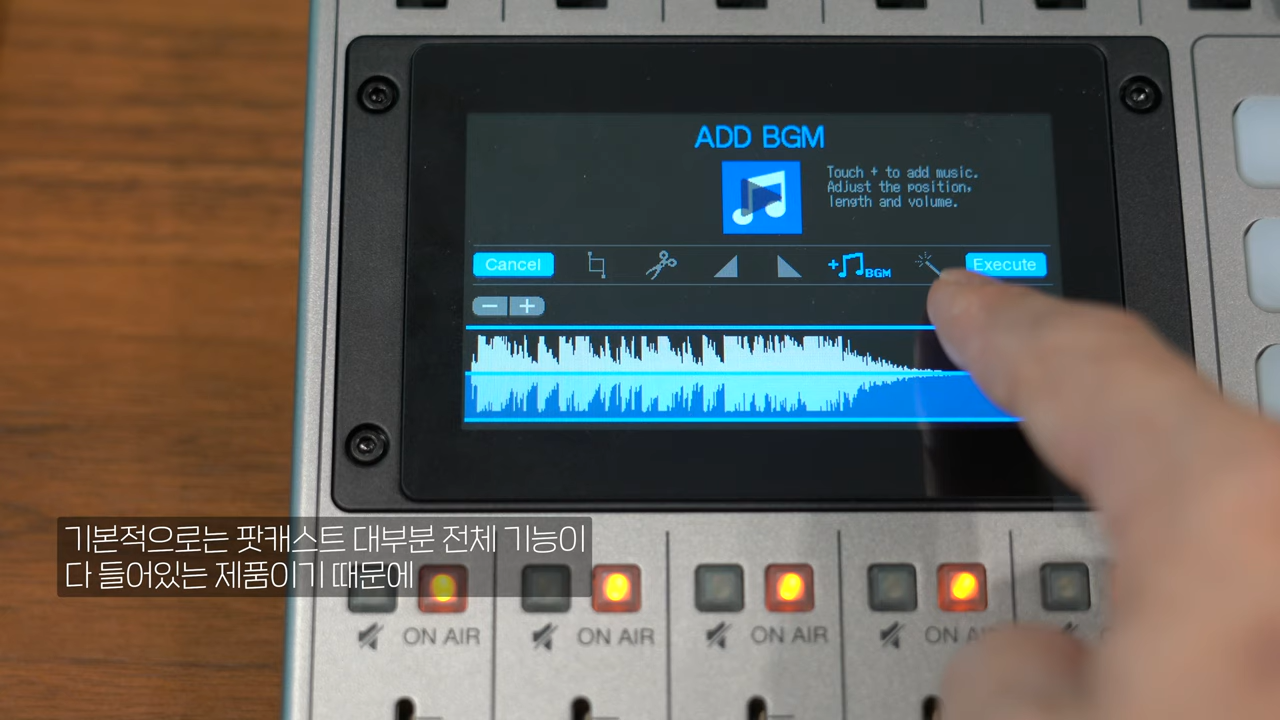 ADD BGM
Touch + to add music.
Adjust the position,
length and volume.
Cancel
+
BGM
Execute
− +
기본적으로는 팟캐스트 대부분 전체 기능이
다 들어있는 제품이기 때문에
ON AIR
ON AIR
ON AIR
ON AI